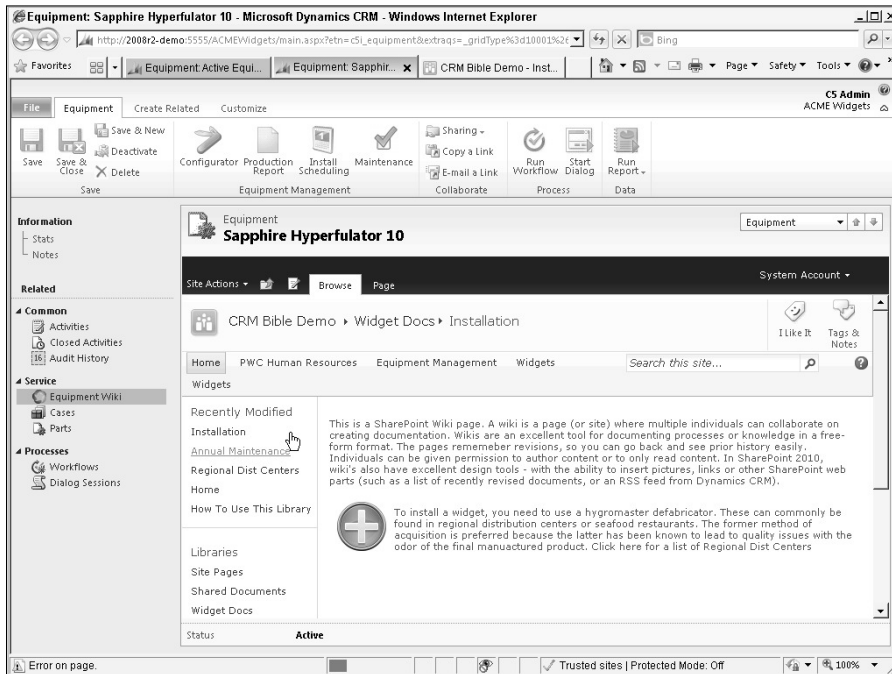 Equipment: Sapphire Hyperfulator 10 - Microsoft Dynamics CRM - Windows Internet Explorer
http://2008r2-demo:5555/ACMEWidgets/main.aspx?etn=c5i_equipment&extraqs=_gridType%3d10001%26
Bing
Favorites
Equipment: Active Equi...
Equipment: Sapphir...
CRM Bible Demo - Inst...
Page
Safety
Tools
C5 Admin
ACME Widgets
File
Equipment
Create Related
Customize
Save
Save & Close
Save & New
Deactivate
Delete
Save
Configurator
Production Report
Install Scheduling
Maintenance
Equipment Management
Sharing
Copy a Link
E-mail a Link
Collaborate
Run Workflow
Start Dialog
Process
Run Report
Data
Information
Stats
Notes
Related
Common
Activities
Closed Activities
16 Audit History
Service
Equipment Wiki
Cases
Parts
Processes
Workflows
Dialog Sessions
Equipment
Sapphire Hyperfulator 10
Equipment
Site Actions
Browse
Page
System Account
CRM Bible Demo
Widget Docs
Installation
I Like It
Tags & Notes
Home
PWC Human Resources
Equipment Management
Widgets
Search this site...
Widgets
Recently Modified
Installation
Annual Maintenance
Regional Dist Centers
Home
How To Use This Library
Libraries
Site Pages
Shared Documents
Widget Docs
This is a SharePoint Wiki page. A wiki is a page (or site) where multiple individuals can collaborate on
creating documentation. Wikis are an excellent tool for documenting processes or knowledge in a free-
form format. The pages rememeber revisions, so you can go back and see prior history easily.
Individuals can be given permission to author content or to only read content. In SharePoint 2010,
wiki's also have excellent design tools - with the ability to insert pictures, links or other SharePoint web
parts (such as a list of recently revised documents, or an RSS feed from Dynamics CRM).
To install a widget, you need to use a hygromaster defabricator. These can commonly be
found in regional distribution centers or seafood restaurants. The former method of
acquisition is preferred because the latter has been known to lead to quality issues with the
odor of the final manuactured product. Click here for a list of Regional Dist Centers
Status
Active
Error on page.
Trusted sites | Protected Mode: Off
100%